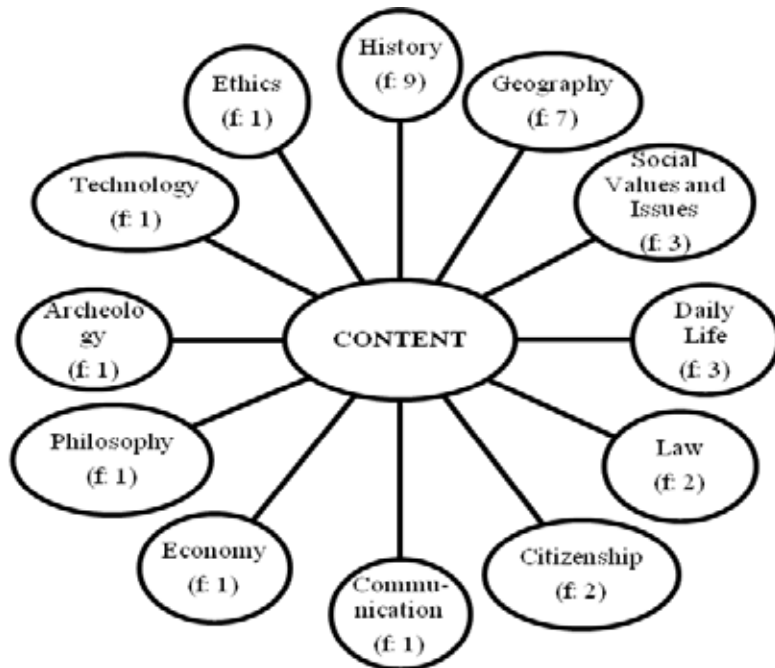 History
(f: 9)
Geography
(f: 7)
Social
Values and
Issues
(f: 3)
Daily
Life
(f: 3)
Law
(f: 2)
Citizenship
(f: 2)
Commu-
nication
(f: 1)
Economy
(f: 1)
Philosophy
(f: 1)
Archeolo
gy
(f: 1)
Technology
(f: 1)
Ethics
(f: 1)
CONTENT